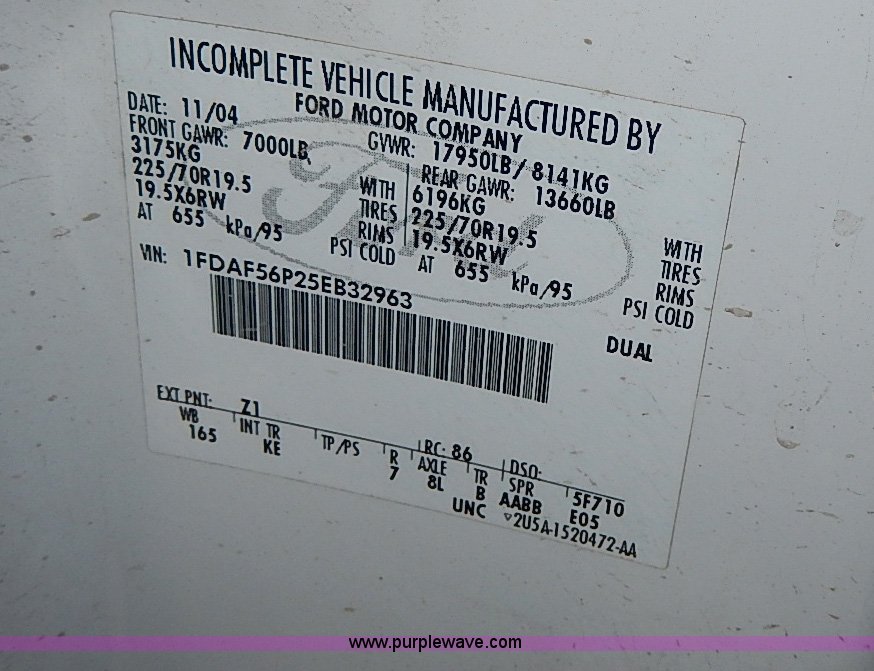 INCOMPLETE VEHICLE MANUFACTURED BY
FORD MOTOR COMPANY
DATE: 11/04 GVWR: 17950LB/ 8141KG
FRONT GAWR: 7000LB REAR GAWR: 13660LB
3175KG WITH 6196KG WITH
225/70R19.5 TIRES 225/70R19.5 TIRES
19.5X6RW RIMS 19.5X6RW RIMS
AT 655 kPa/95 PSI COLD AT 655 kPa/95 PSI COLD
VIN: 1FDAF56P25EB32963 DUAL
EXT PNT: Z1 RC: 86 DSO:
WB INT TR TP/PS R AXLE TR SPR 5F710
165 KE 7 8L B AABB E05
UNC 2U5A-1520472-AA
www.purplewave.com